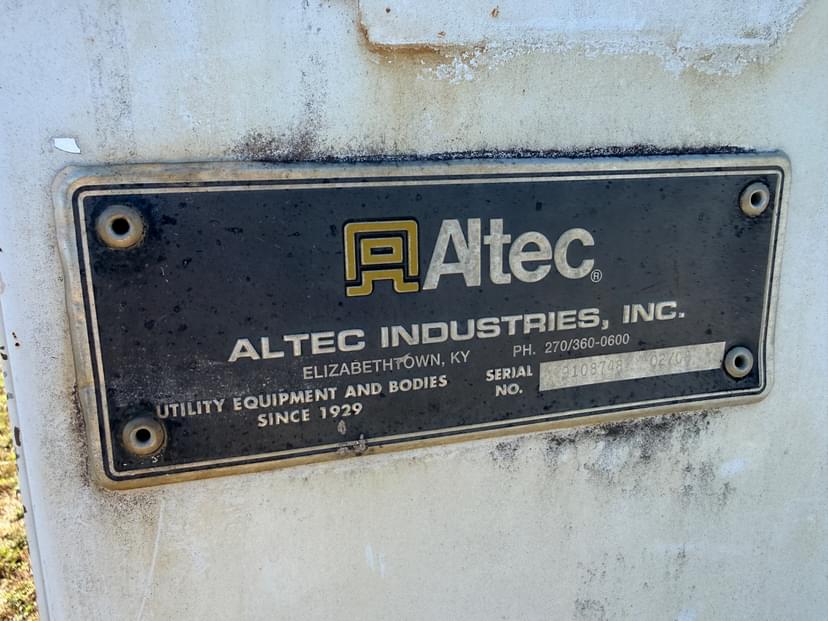 Altec®
ALTEC INDUSTRIES, INC.
ELIZABETHTOWN, KY PH. 270/360-0600
UTILITY EQUIPMENT AND BODIES
SINCE 1929
SERIAL
NO.